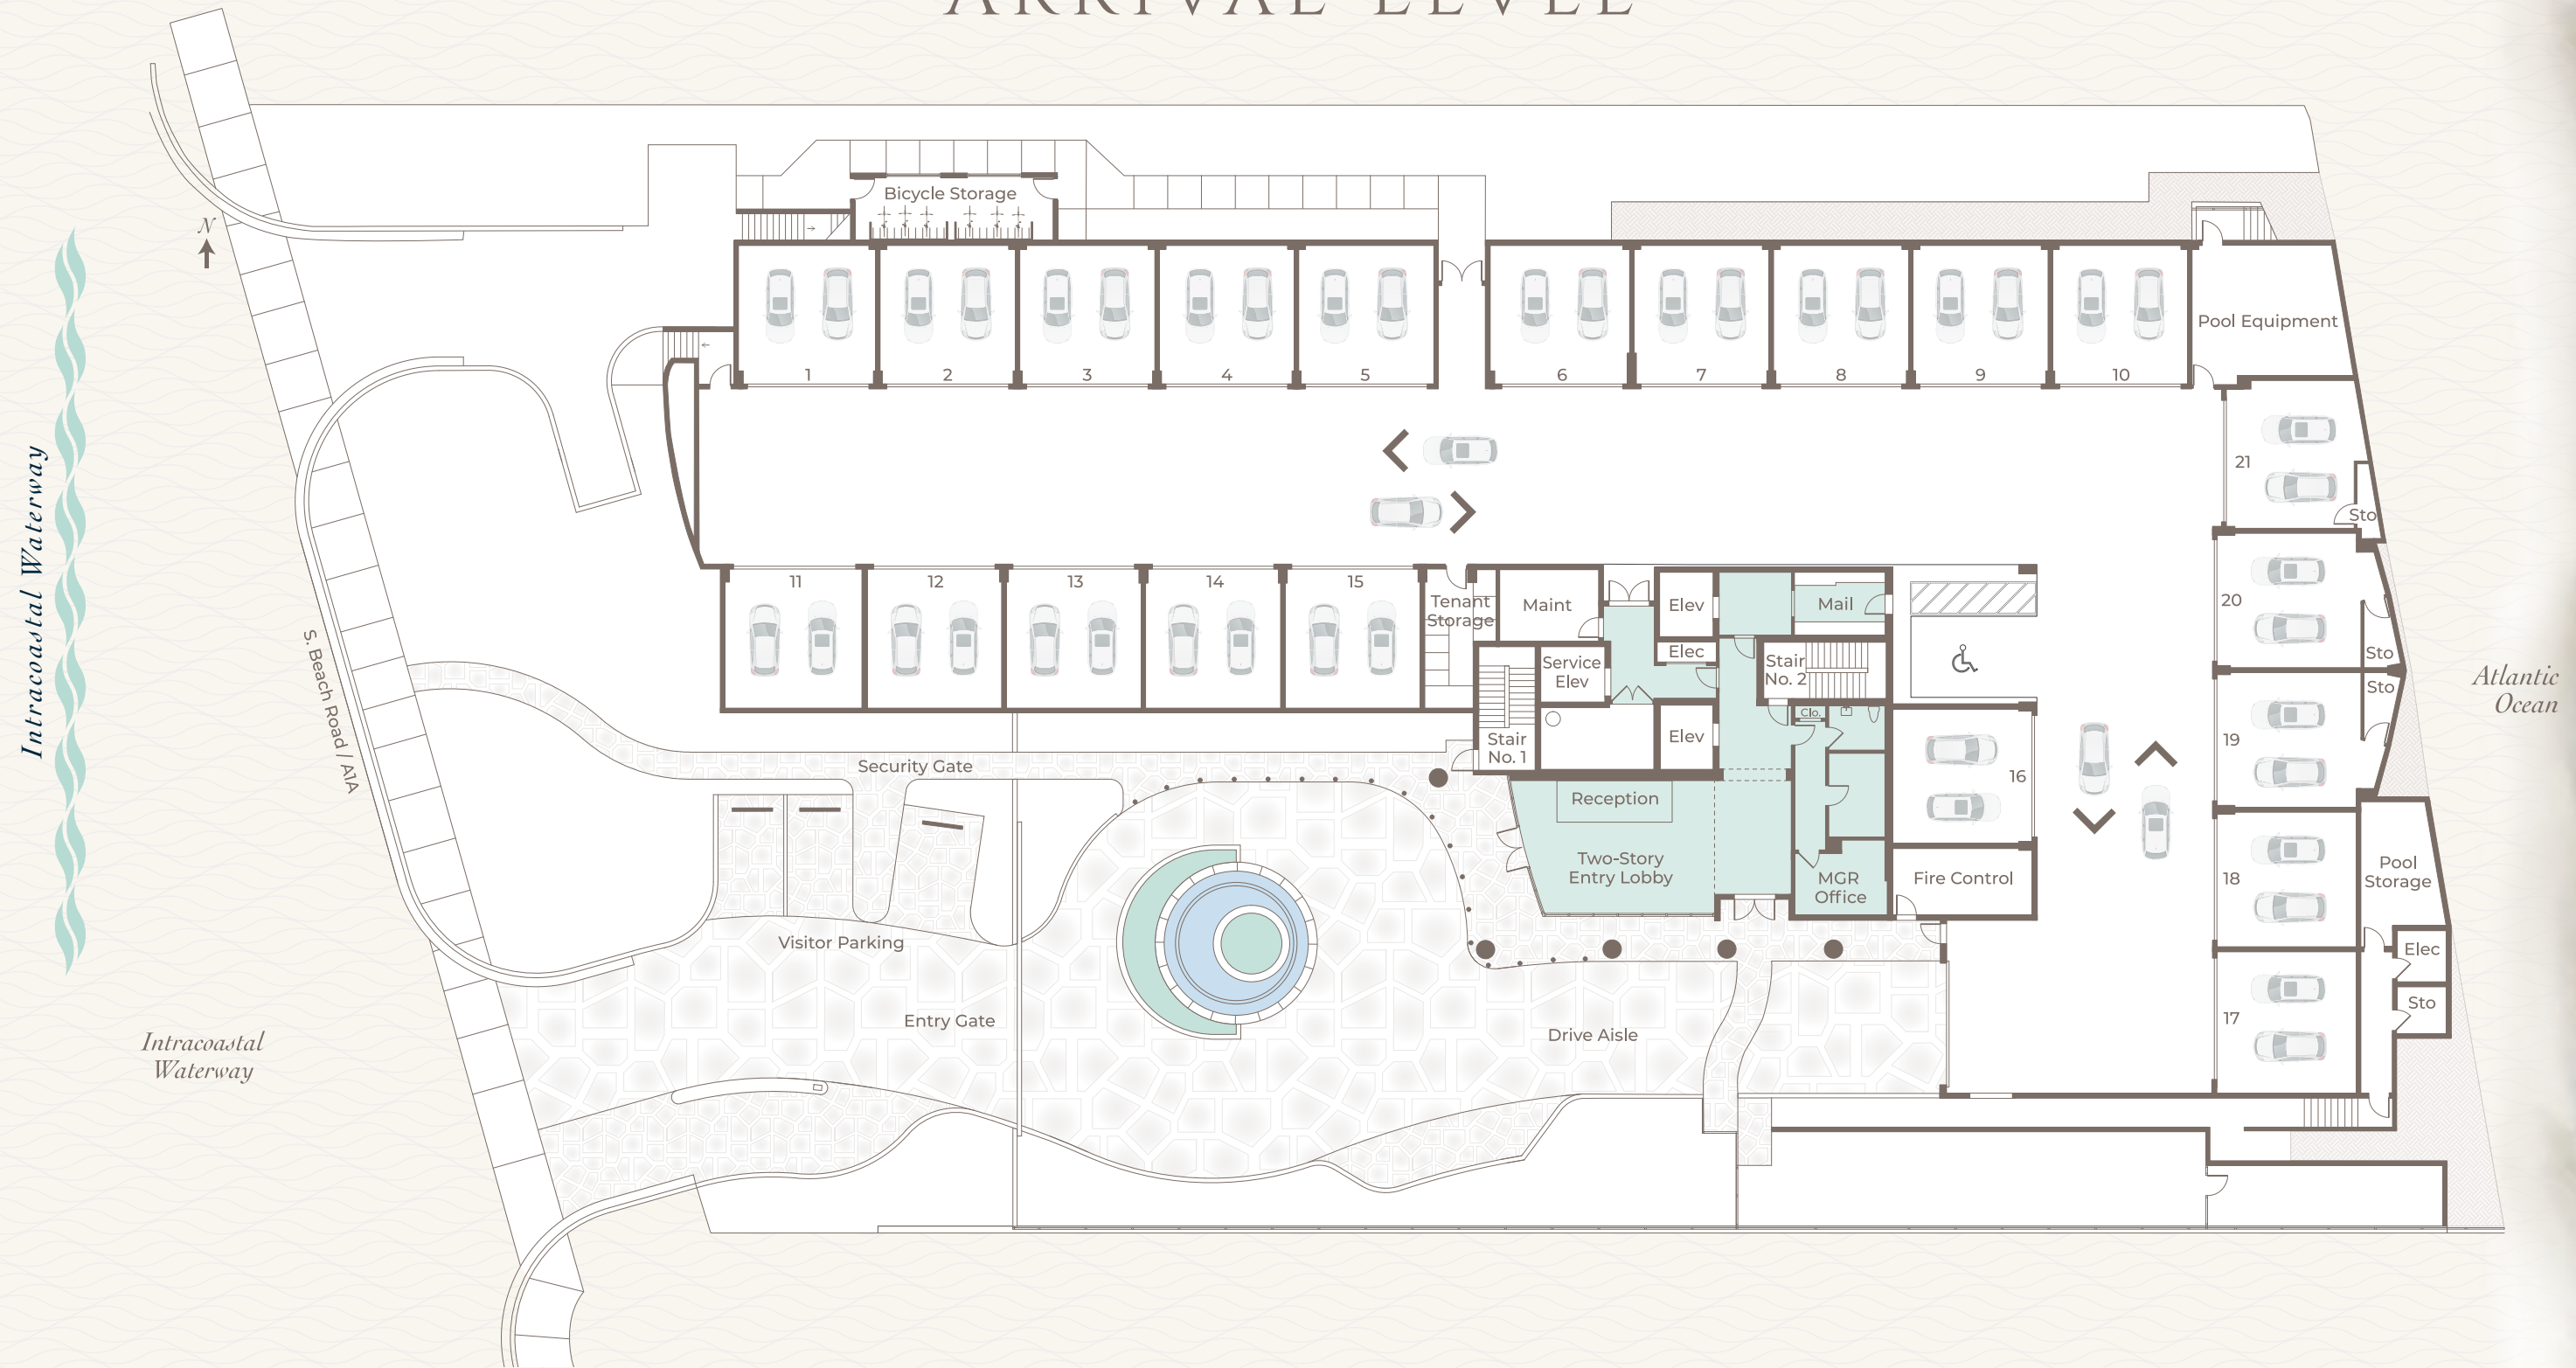 ARRIVAL LEVEL
N
Bicycle Storage
1
2
3
4
5
6
7
8
9
10
Pool Equipment
21
Sto
20
Sto
Sto
19
18
Pool
Storage
Elec
Sto
17
11
12
13
14
15
Tenant
Storage
Maint
Elev
Mail
Elec
Service
Elev
Stair
No. 2
Clo.
Elev
Stair
No. 1
16
Reception
Two-Story
Entry Lobby
MGR
Office
Fire Control
Security Gate
Visitor Parking
Entry Gate
Drive Aisle
S. Beach Road / A1A
Intracoastal Waterway
Intracoastal
Waterway
Atlantic
Ocean